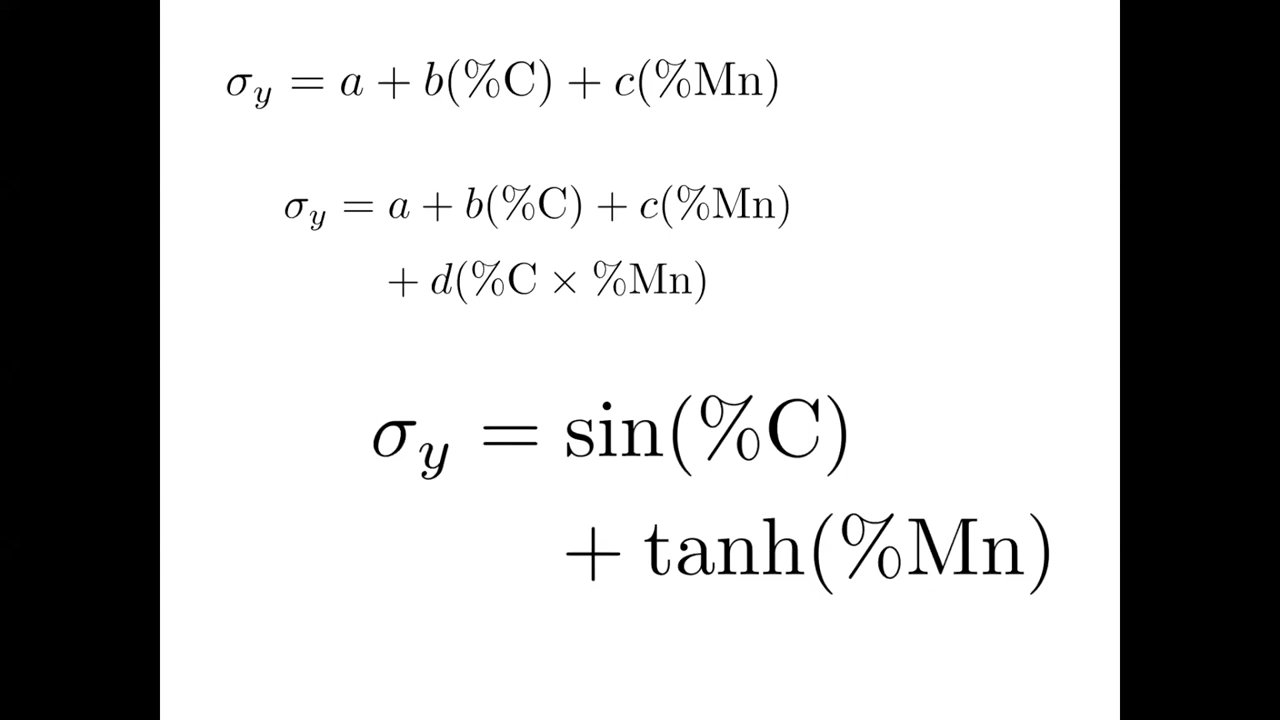 σ_y = a + b(%C) + c(%Mn)
σ_y = a + b(%C) + c(%Mn)
+ d(%C × %Mn)
σ_y = sin(%C)
+ tanh(%Mn)